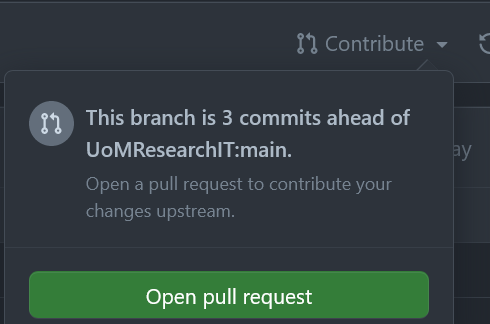 Contribute
This branch is 3 commits ahead of
UoMResearchIT:main.
ay
Open a pull request to contribute your
changes upstream.
Open pull request